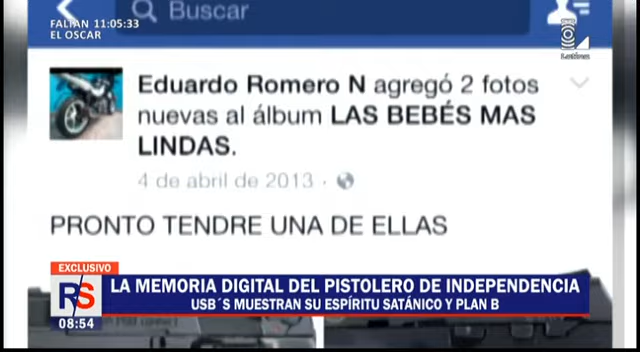 FALTAN 11:05:33
EL OSCAR
Buscar
Latina
Eduardo Romero N agregó 2 fotos
nuevas al álbum LAS BEBÉS MAS
LINDAS.
4 de abril de 2013
PRONTO TENDRE UNA DE ELLAS
EXCLUSIVO
RS
08:54
LA MEMORIA DIGITAL DEL PISTOLERO DE INDEPENDENCIA
USB´S MUESTRAN SU ESPÍRITU SATÁNICO Y PLAN B